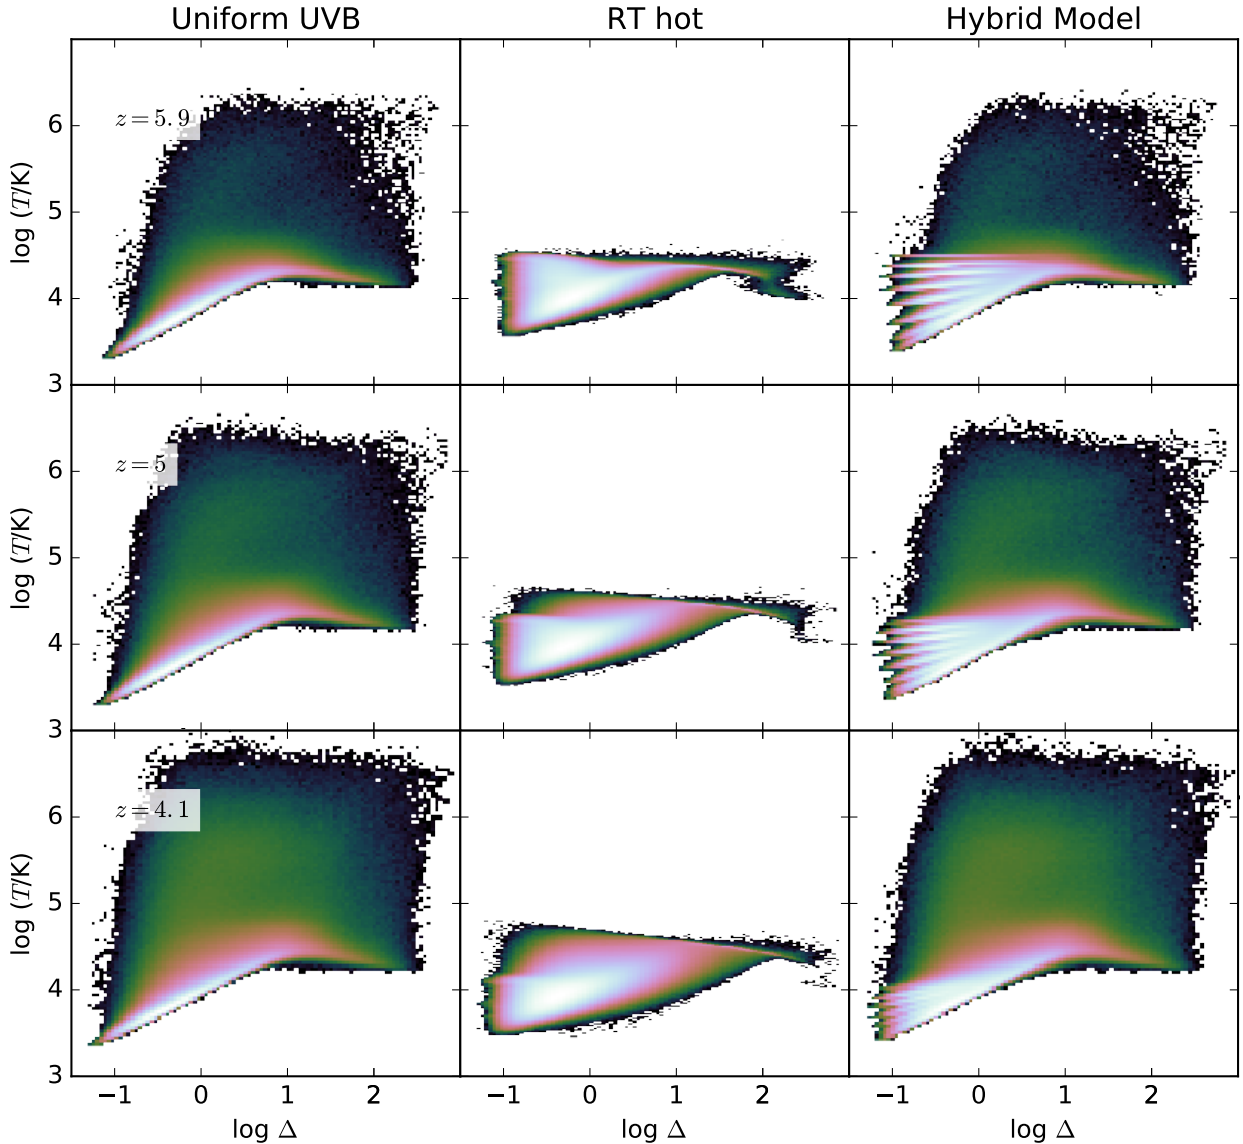 Uniform UVB RT hot Hybrid Model
z=5.9
6
5
4
3
log (T/K)
z=5
6
5
4
3
log (T/K)
z=4.1
6
5
4
3
log (T/K)
−1 0 1 2 −1 0 1 2 −1 0 1 2
log Δ log Δ log Δ